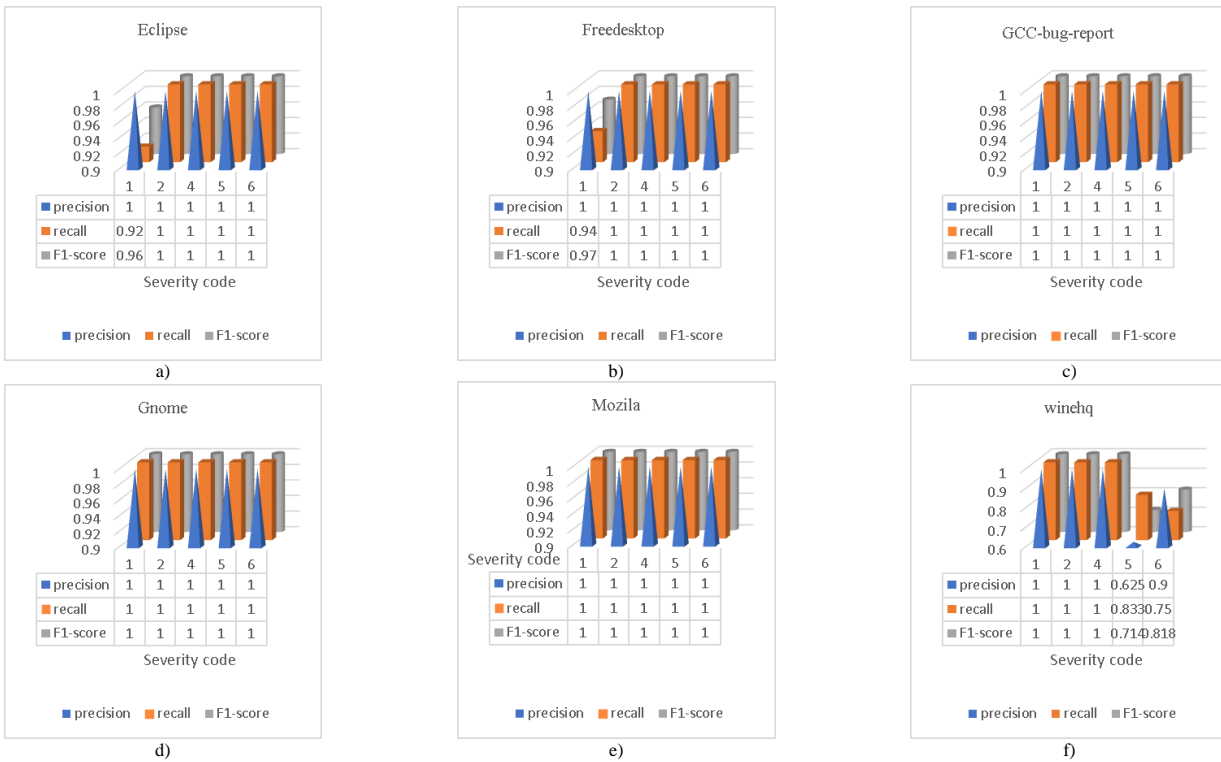 Eclipse
1
0.98
0.96
0.94
0.92
0.9
1 2 4 5 6
precision 1 1 1 1 1
recall 0.92 1 1 1 1
F1-score 0.96 1 1 1 1
Severity code
precision recall F1-score
a)
Freedesktop
1
0.98
0.96
0.94
0.92
0.9
1 2 4 5 6
precision 1 1 1 1 1
recall 0.94 1 1 1 1
F1-score 0.97 1 1 1 1
Severity code
precision recall F1-score
b)
GCC-bug-report
1
0.98
0.96
0.94
0.92
0.9
1 2 4 5 6
precision 1 1 1 1 1
recall 1 1 1 1 1
F1-score 1 1 1 1 1
Severity code
precision recall F1-score
c)
Gnome
1
0.98
0.96
0.94
0.92
0.9
1 2 4 5 6
precision 1 1 1 1 1
recall 1 1 1 1 1
F1-score 1 1 1 1 1
Severity code
precision recall F1-score
d)
Mozila
1
0.98
0.96
0.94
0.92
0.9
Severity code 1 2 4 5 6
precision 1 1 1 1 1
recall 1 1 1 1 1
F1-score 1 1 1 1 1
precision recall F1-score
e)
winehq
1
0.9
0.8
0.7
0.6
1 2 4 5 6
precision 1 1 1 0.625 0.9
recall 1 1 1 0.833 0.75
F1-score 1 1 1 0.714 0.818
Severity code
precision recall F1-score
f)